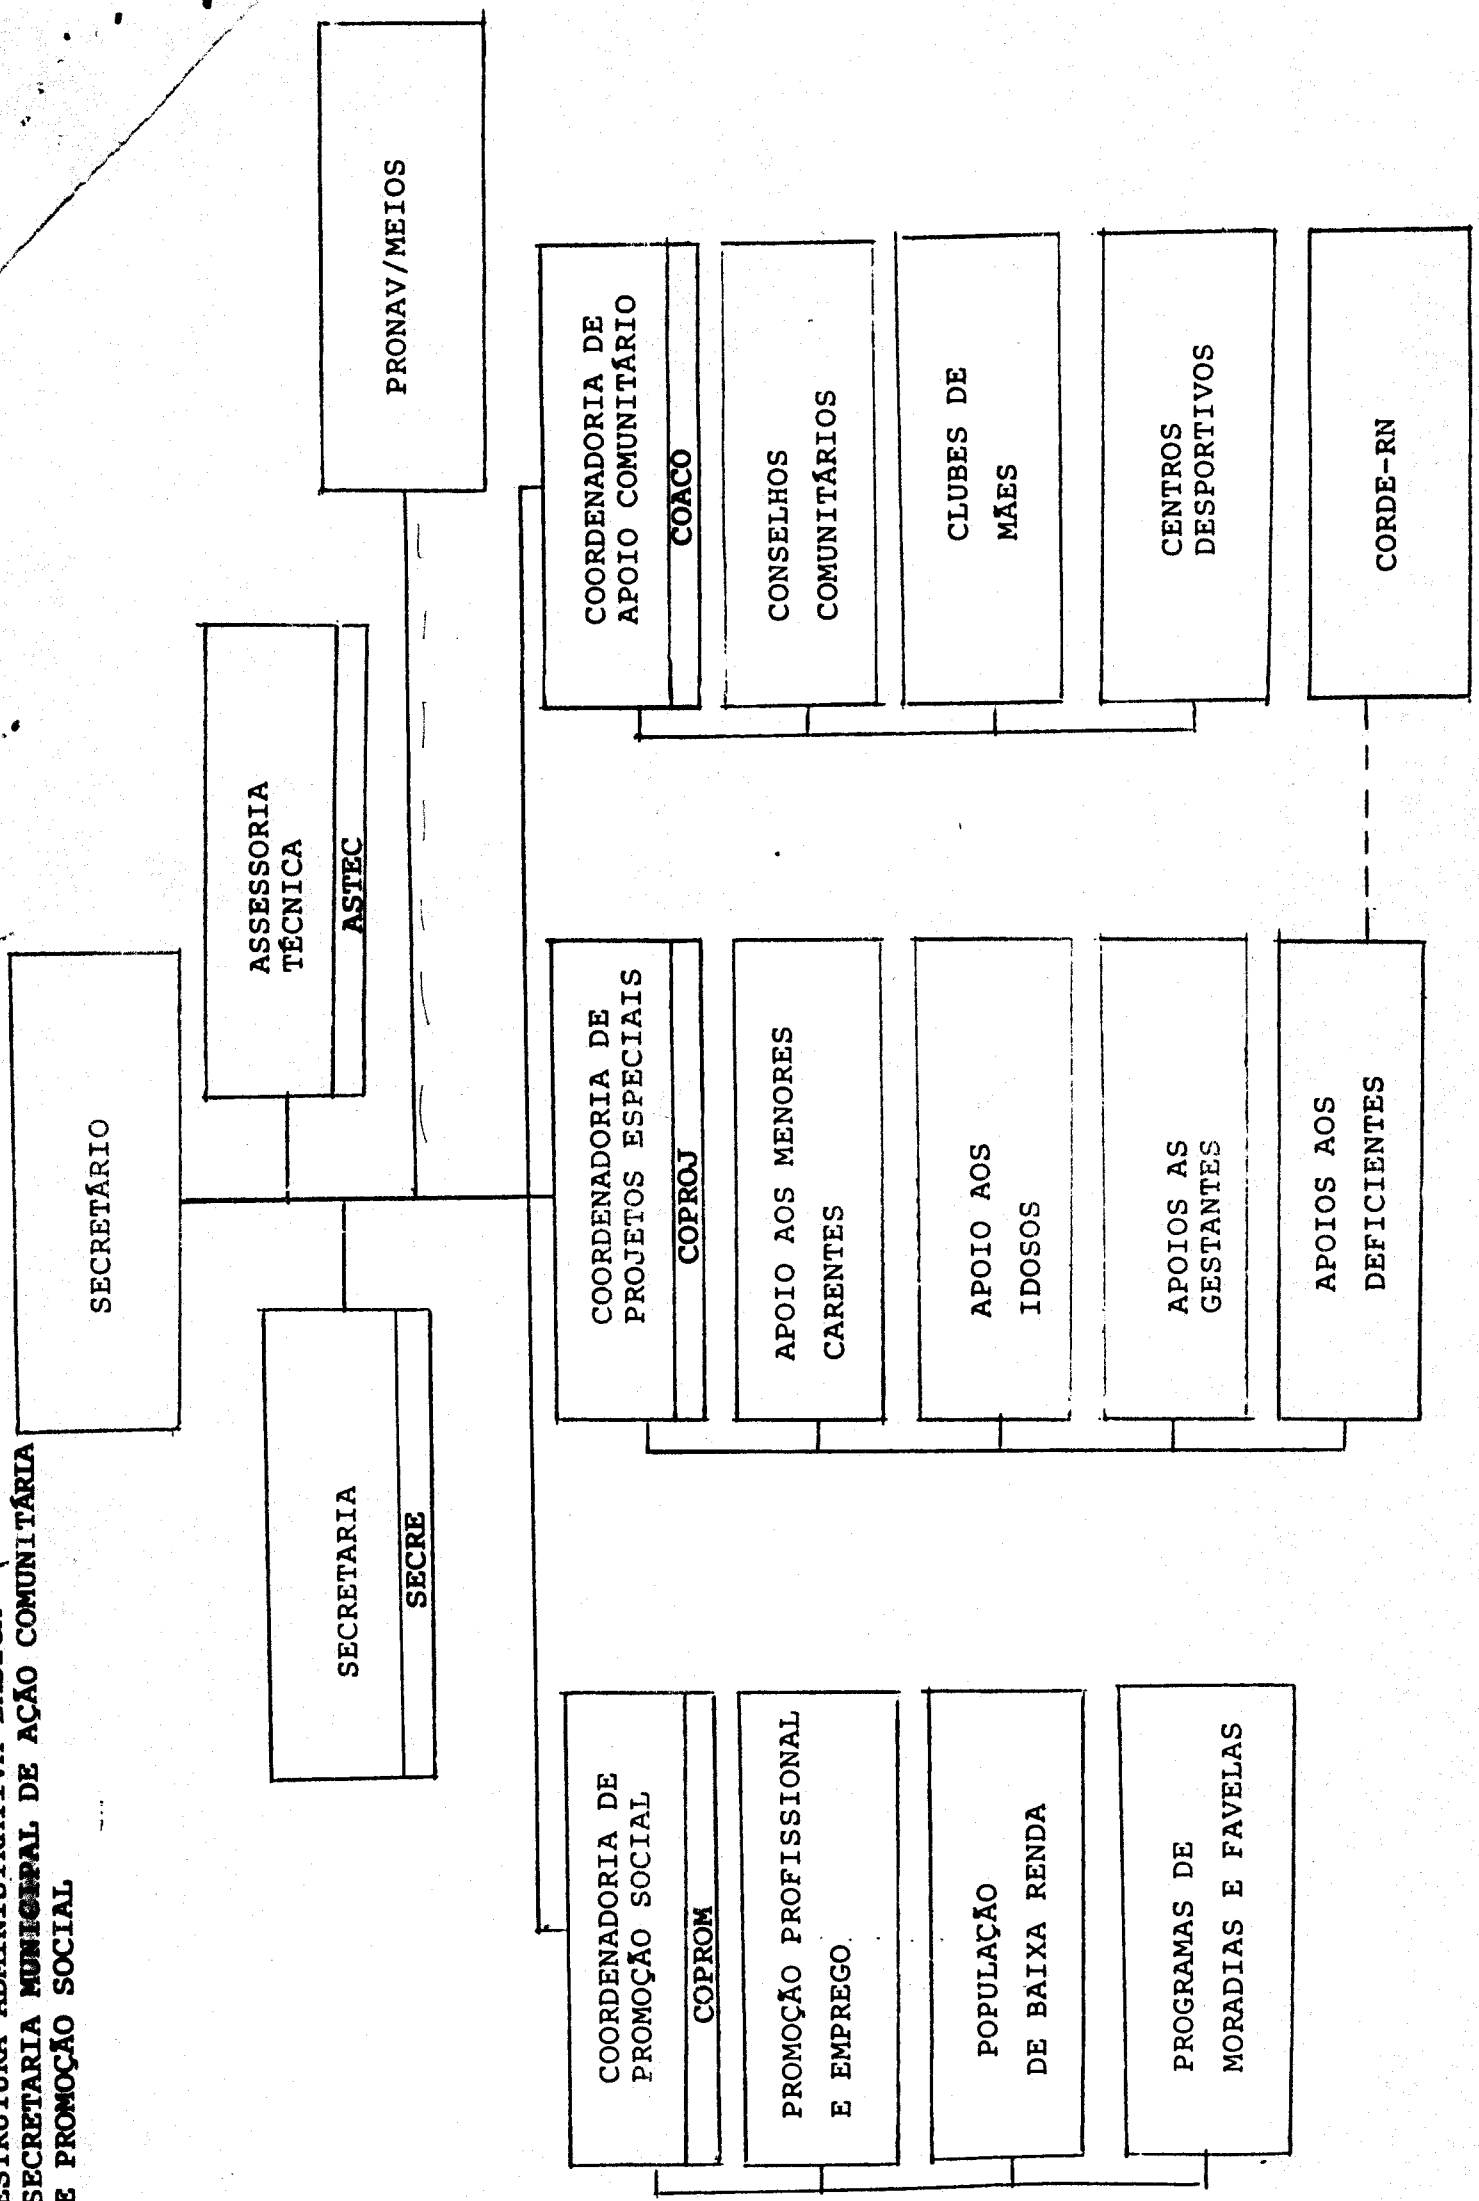 ESTRUTURA ADMINISTRATIVA
SECRETARIA MUNICIPAL DE AÇÃO COMUNITÁRIA
E PROMOÇÃO SOCIAL
SECRETÁRIO
ASSESSORIA
TÉCNICA
ASTEC
SECRETARIA
SECRE
PRONAV/MEIOS
COORDENADORIA DE
PROMOÇÃO SOCIAL
COPROM
PROMOÇÃO PROFISSIONAL
E EMPREGO
POPULAÇÃO
DE BAIXA RENDA
PROGRAMAS DE
MORADIAS E FAVELAS
COORDENADORIA DE
PROJETOS ESPECIAIS
COPROJ
APOIO AOS MENORES
CARENTES
APOIO AOS
IDOSOS
APOIOS AS
GESTANTES
APOIOS AOS
DEFICIENTES
COORDENADORIA DE
APOIO COMUNITÁRIO
COACO
CONSELHOS
COMUNITÁRIOS
CLUBES DE
MÃES
CENTROS
DESPORTIVOS
CORDE-RN